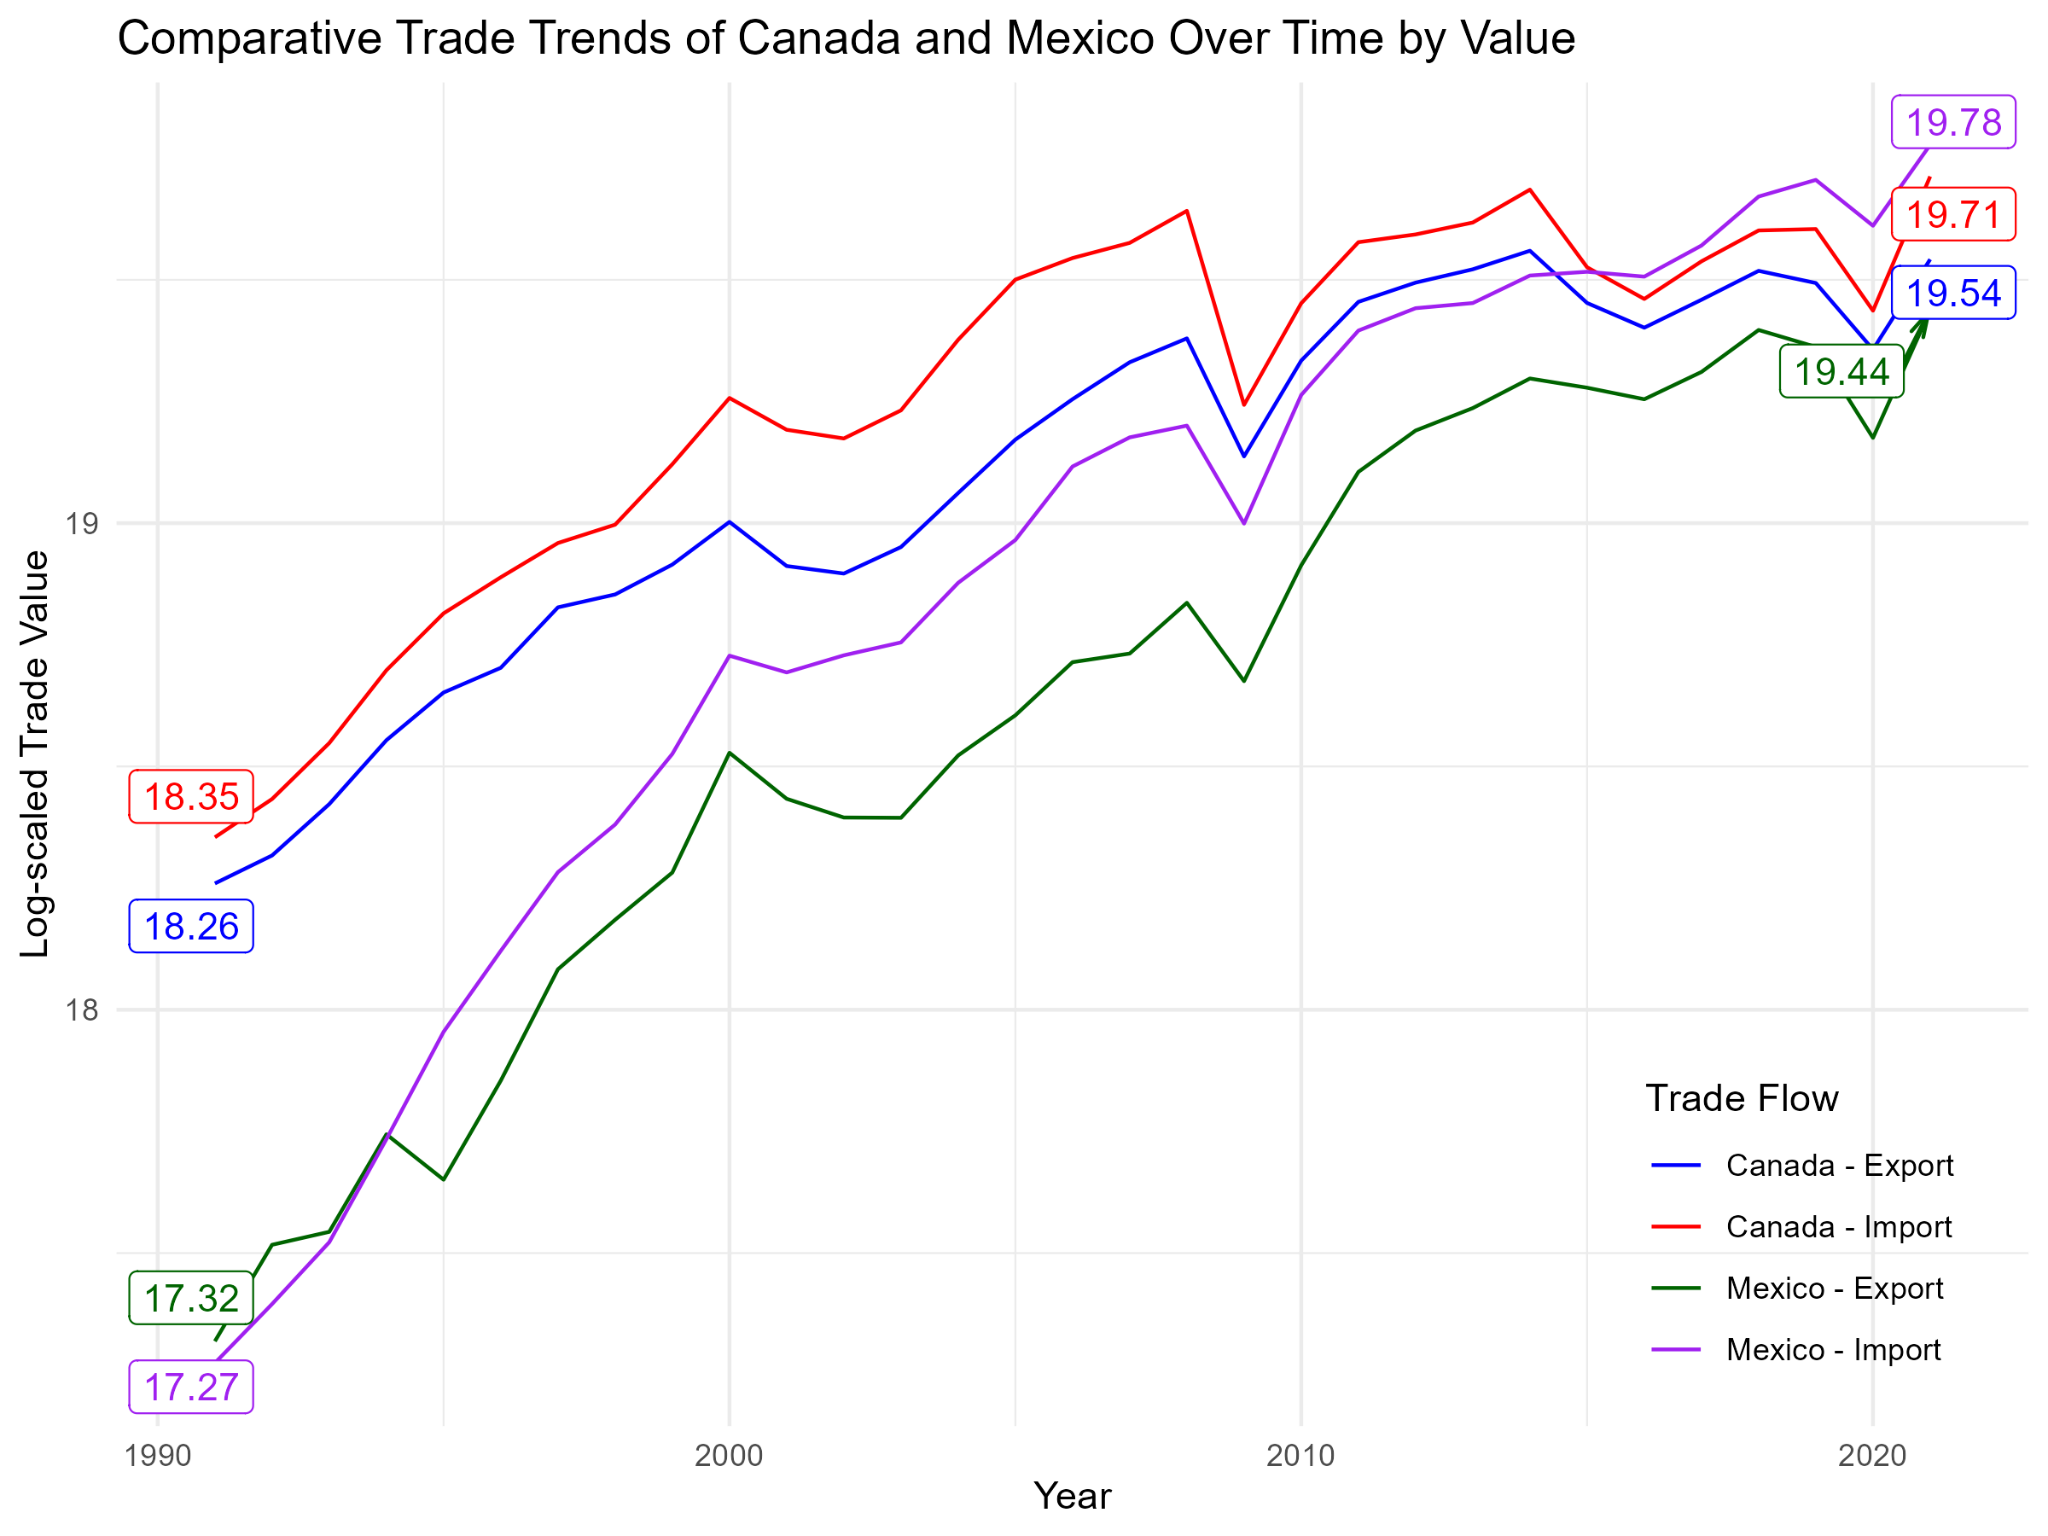 Comparative Trade Trends of Canada and Mexico Over Time by Value
19.78
19.71
19.54
19.44
19
Log-scaled Trade Value
18.35
18.26
18
17.32
17.27
Trade Flow
Canada - Export
Canada - Import
Mexico - Export
Mexico - Import
1990 2000 2010 2020
Year